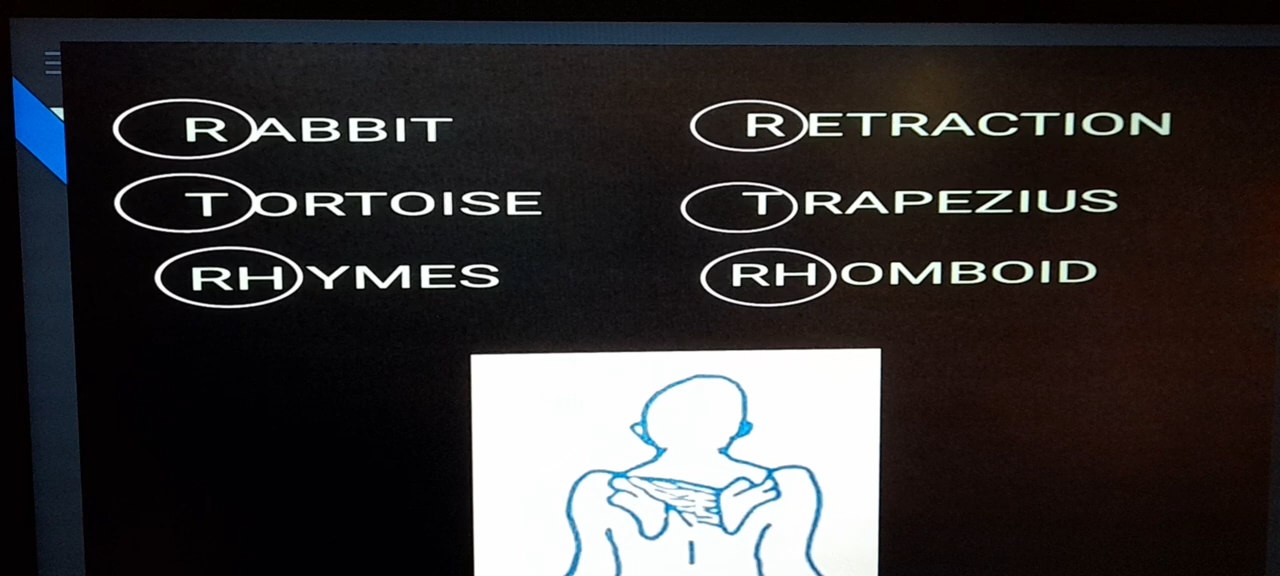 RABBIT
RETRACTION
TORTOISE
TRAPEZIUS
RHYMES
RHOMBOID